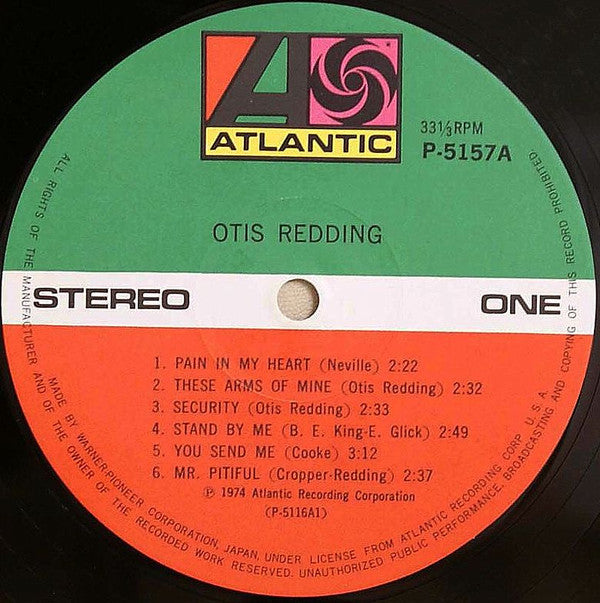 ATLANTIC
33⅓RPM
P-5157A
OTIS REDDING
STEREO
ONE
1. PAIN IN MY HEART (Neville) 2:22
2. THESE ARMS OF MINE (Otis Redding) 2:32
3. SECURITY (Otis Redding) 2:33
4. STAND BY ME (B. E. King-E. Glick) 2:49
5. YOU SEND ME (Cooke) 3:12
6. MR. PITIFUL (Cropper-Redding) 2:37
Ⓟ 1974 Atlantic Recording Corporation
(P-5116A1)
MADE BY WARNER-PIONEER CORPORATION, JAPAN, UNDER LICENSE FROM ATLANTIC RECORDING CORP. U.S.A.
ALL RIGHTS OF THE MANUFACTURER AND OF THE OWNER OF THE RECORDED WORK RESERVED. UNAUTHORIZED PUBLIC PERFORMANCE, BROADCASTING AND COPYING OF THIS RECORD PROHIBITED.